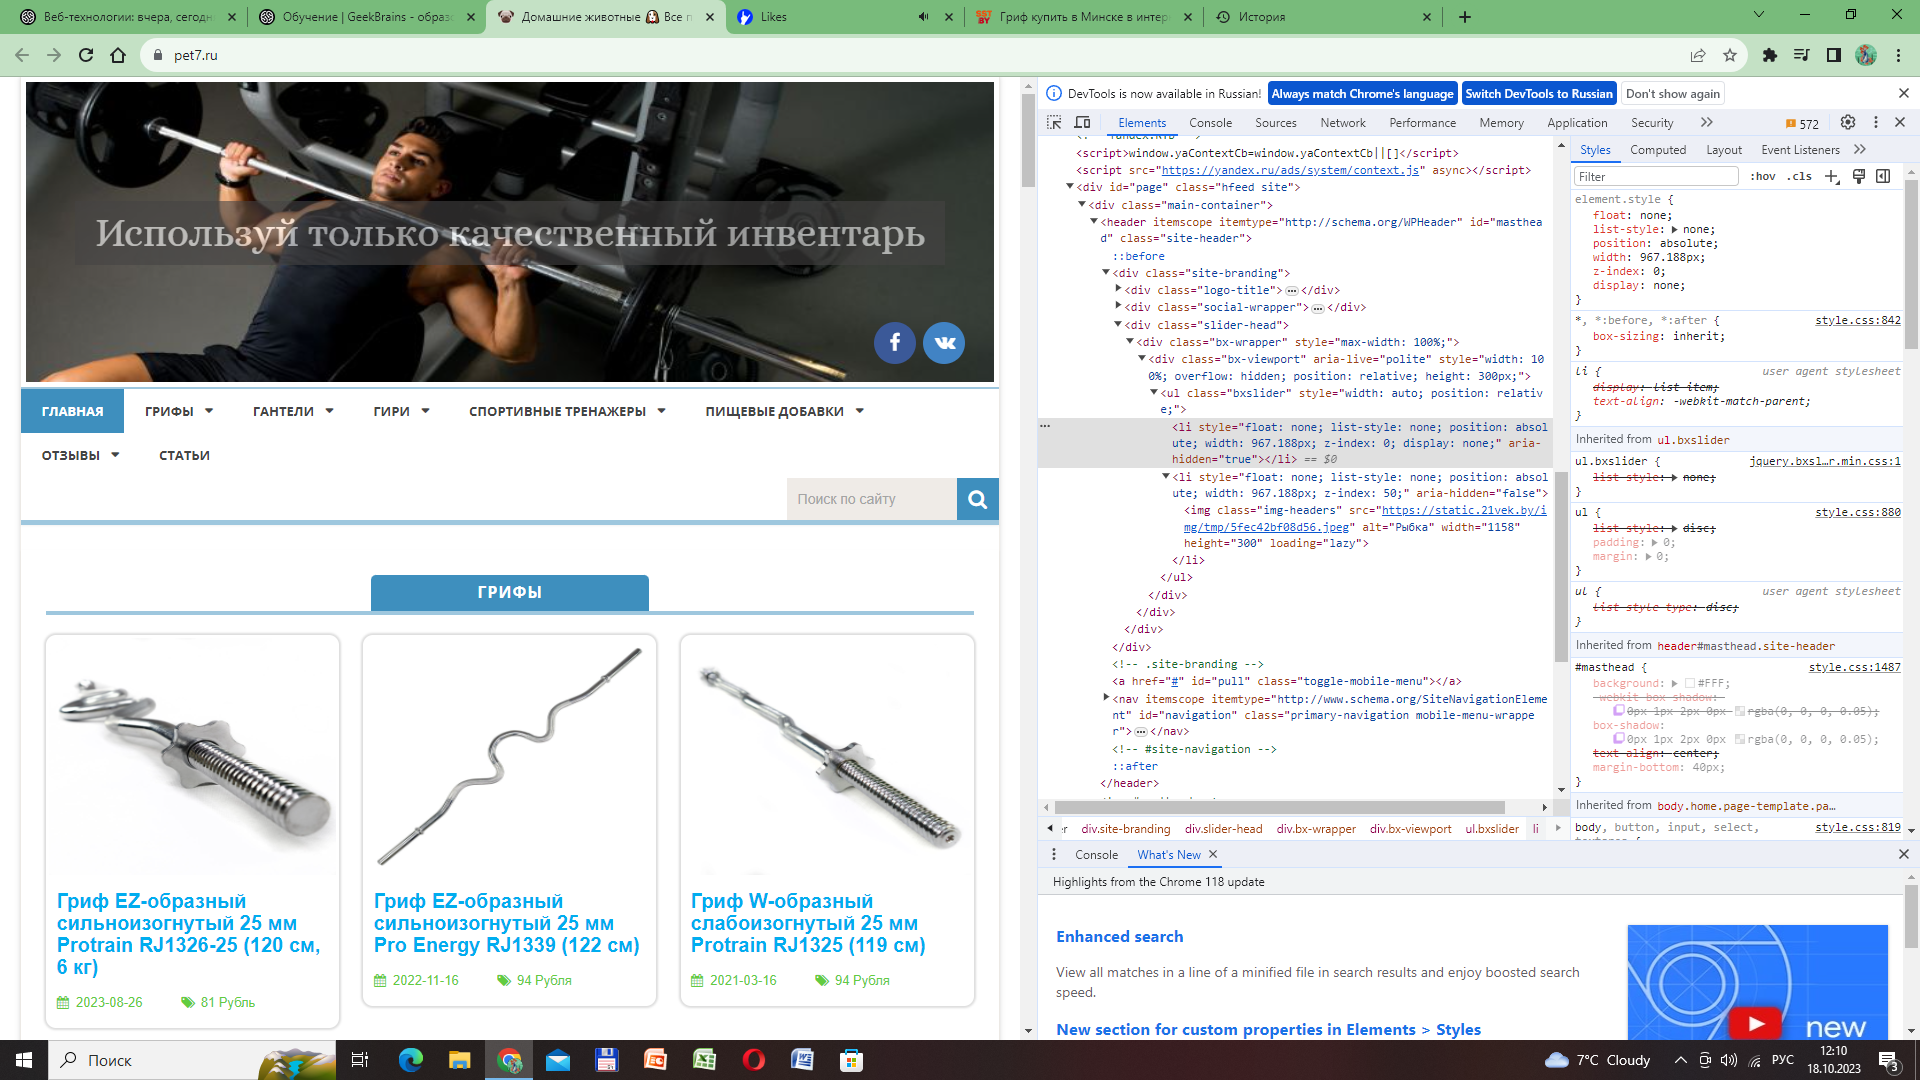 Веб-технологии: вчера, сегодн
Обучение | GeekBrains - образо
Домашние животные Все п
Likes
Гриф купить в Минске в интер
История
pet7.ru
Используй только качественный инвентарь
ГЛАВНАЯ
ГРИФЫ
ГАНТЕЛИ
ГИРИ
СПОРТИВНЫЕ ТРЕНАЖЕРЫ
ПИЩЕВЫЕ ДОБАВКИ
ОТЗЫВЫ
СТАТЬИ
Поиск по сайту
ГРИФЫ
Гриф EZ-образный
сильноизогнутый 25 мм
Protrain RJ1326-25 (120 см,
6 кг)
2023-08-26 81 Рубль
Гриф EZ-образный
сильноизогнутый 25 мм
Pro Energy RJ1339 (122 см)
2022-11-16 94 Рубля
Гриф W-образный
слабоизогнутый 25 мм
Protrain RJ1325 (119 см)
2021-03-16 94 Рубля
DevTools is now available in Russian!
Always match Chrome's language
Switch DevTools to Russian
Don't show again
Elements Console Sources Network Performance Memory Application Security
572
<script>window.yaContextCb=window.yaContextCb||[]</script>
<script src="https://yandex.ru/ads/system/context.js" async></script>
<div id="page" class="hfeed site">
<div class="main-container">
<header itemscope itemtype="http://schema.org/WPHeader" id="masthea
d" class="site-header">
::before
<div class="site-branding">
<div class="logo-title">…</div>
<div class="social-wrapper">…</div>
<div class="slider-head">
<div class="bx-wrapper" style="max-width: 100%;">
<div class="bx-viewport" aria-live="polite" style="width: 10
0%; overflow: hidden; position: relative; height: 300px;">
<ul class="bxslider" style="width: auto; position: relativ
e;">
<li style="float: none; list-style: none; position: absol
ute; width: 967.188px; z-index: 0; display: none;" aria-
hidden="true"></li> == $0
<li style="float: none; list-style: none; position: absol
ute; width: 967.188px; z-index: 50;" aria-hidden="false">
<img class="img-headers" src="https://static.21vek.by/i
mg/tmp/5fec42bf08d56.jpeg" alt="Рыбка" width="1158"
height="300" loading="lazy">
</li>
</ul>
</div>
</div>
</div>
</div>
<!-- .site-branding -->
<a href="#" id="pull" class="toggle-mobile-menu"></a>
<nav itemscope itemtype="http://www.schema.org/SiteNavigationEleme
nt" id="navigation" class="primary-navigation mobile-menu-wrappe
r">…</nav>
<!-- #site-navigation -->
::after
</header>
er div.site-branding div.slider-head div.bx-wrapper div.bx-viewport ul.bxslider li
Styles Computed Layout Event Listeners
Filter
:hov .cls
element.style {
float: none;
list-style: none;
position: absolute;
width: 967.188px;
z-index: 0;
display: none;
}
*, *:before, *:after { style.css:842
box-sizing: inherit;
}
li { user agent stylesheet
display: list-item;
text-align: -webkit-match-parent;
}
Inherited from ul.bxslider
ul.bxslider { jquery.bxsl…r.min.css:1
list-style: none;
}
ul { style.css:880
list-style: disc;
padding: 0;
margin: 0;
}
ul { user agent stylesheet
list-style-type: disc;
}
Inherited from header#masthead.site-header
#masthead { style.css:1487
background: #FFF;
-webkit-box-shadow:
0px 1px 2px 0px rgba(0, 0, 0, 0.05);
box-shadow:
0px 1px 2px 0px rgba(0, 0, 0, 0.05);
text-align: center;
margin-bottom: 40px;
}
Inherited from body.home.page-template.pa…
body, button, input, select, style.css:819
Console What's New
Highlights from the Chrome 118 update
Enhanced search
View all matches in a line of a minified file in search results and enjoy boosted search
speed.
New section for custom properties in Elements > Styles
new
Поиск
7°C Cloudy
РУС
12:10
18.10.2023
3